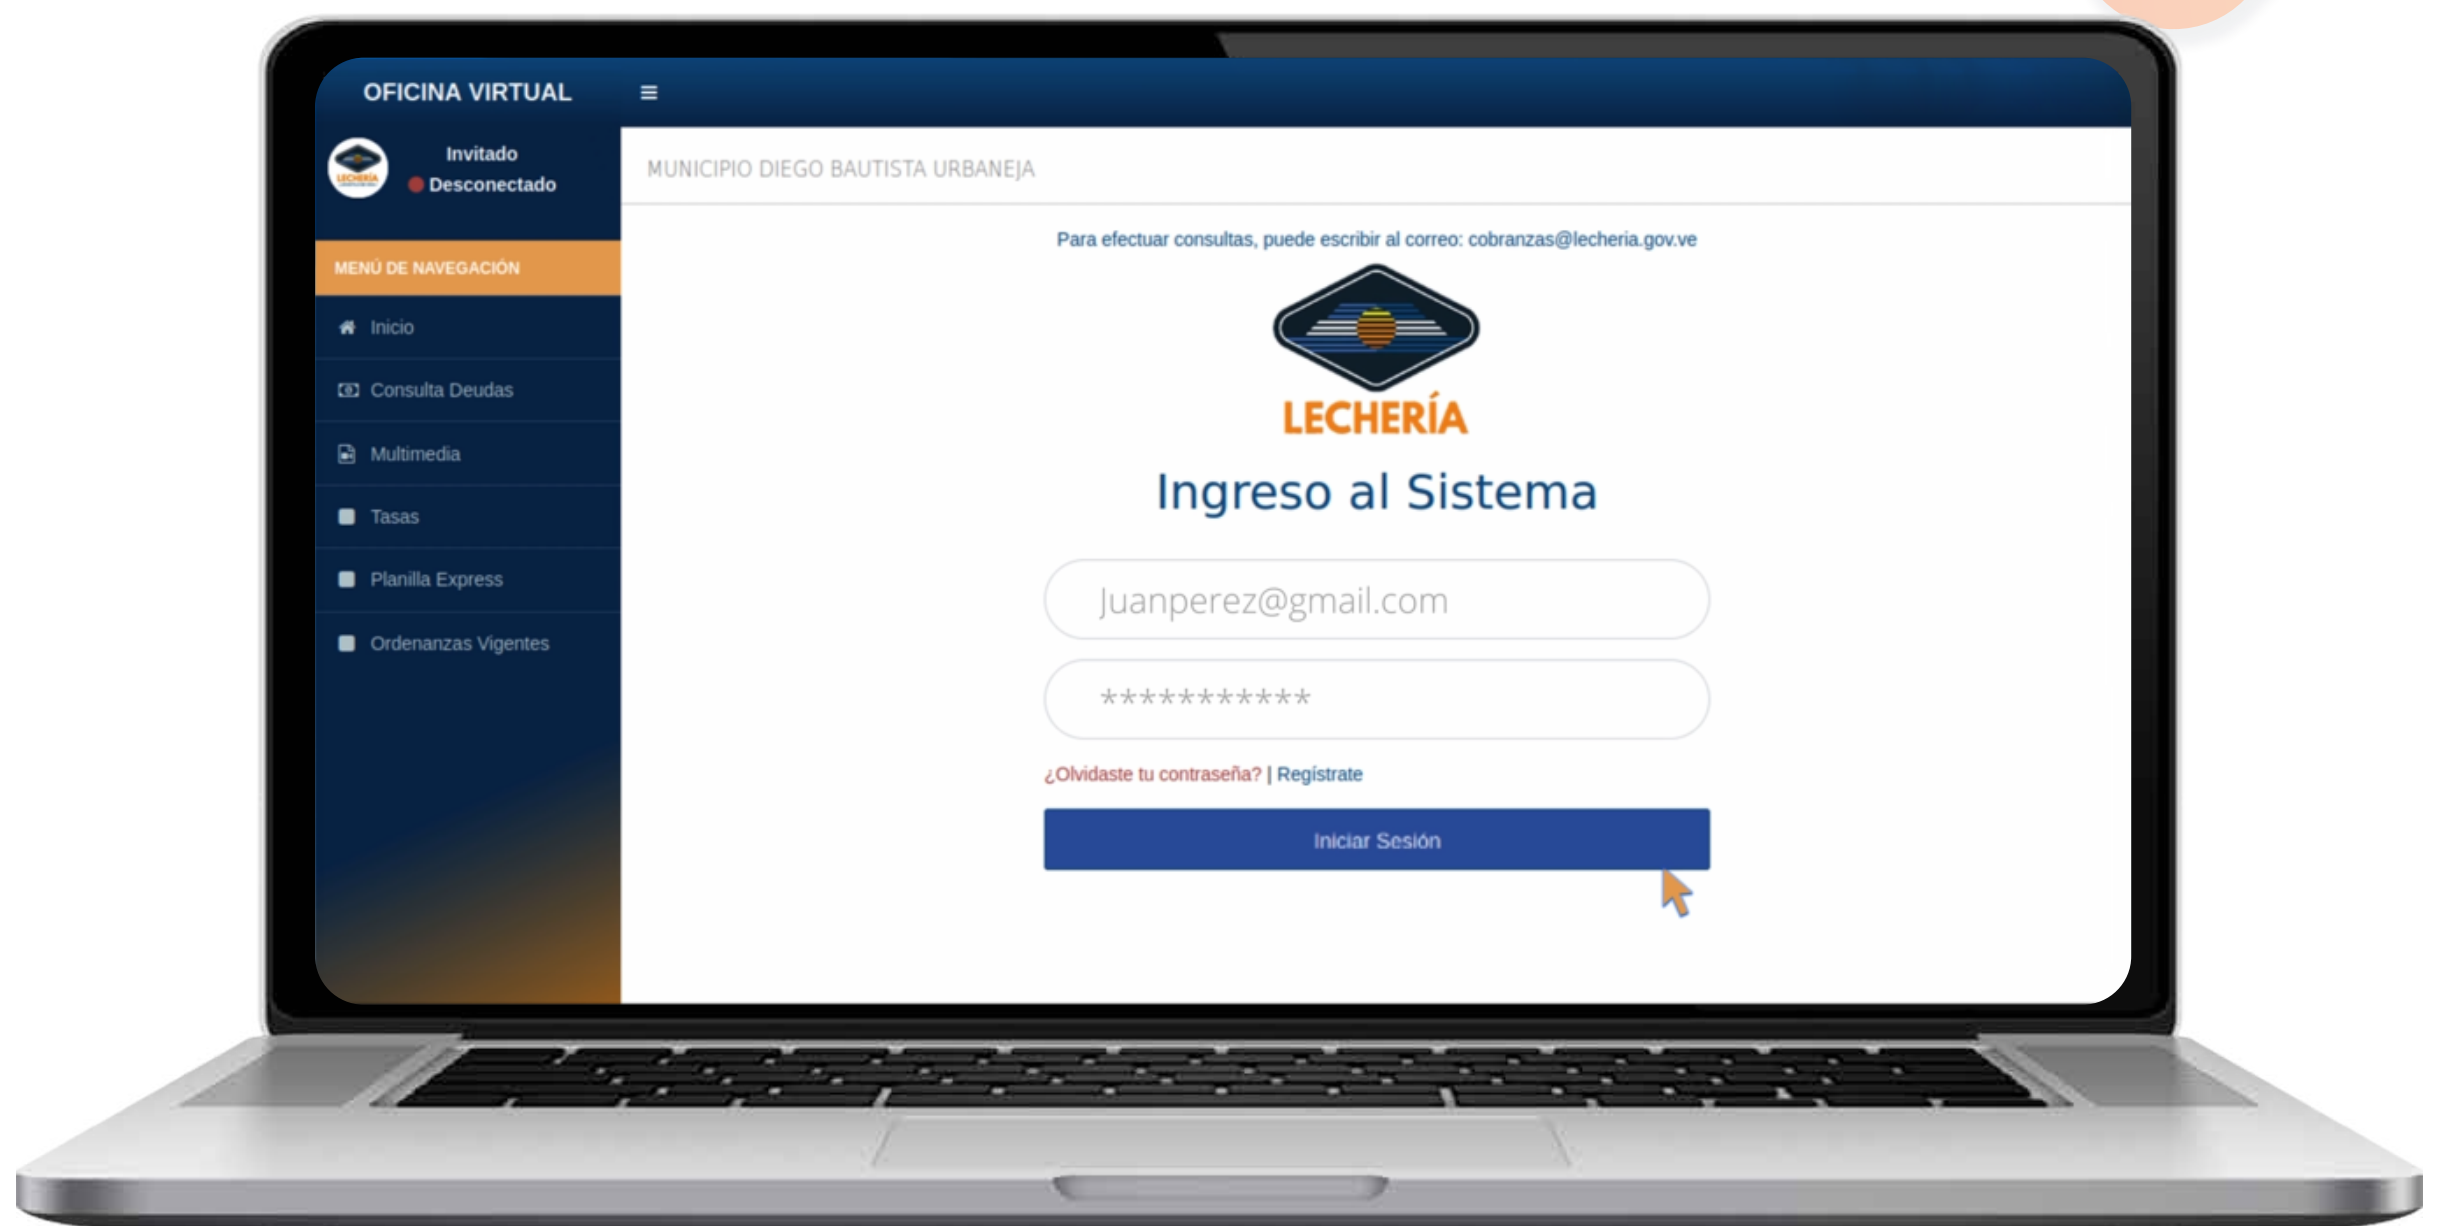 OFICINA VIRTUAL
Invitado
Desconectado
MENÚ DE NAVEGACIÓN
Inicio
Consulta Deudas
Multimedia
Tasas
Planilla Express
Ordenanzas Vigentes
MUNICIPIO DIEGO BAUTISTA URBANEJA
Para efectuar consultas, puede escribir al correo: cobranzas@lecheria.gov.ve
LECHERÍA
Ingreso al Sistema
Juanperez@gmail.com
***********
¿Olvidaste tu contraseña? | Regístrate
Iniciar Sesión